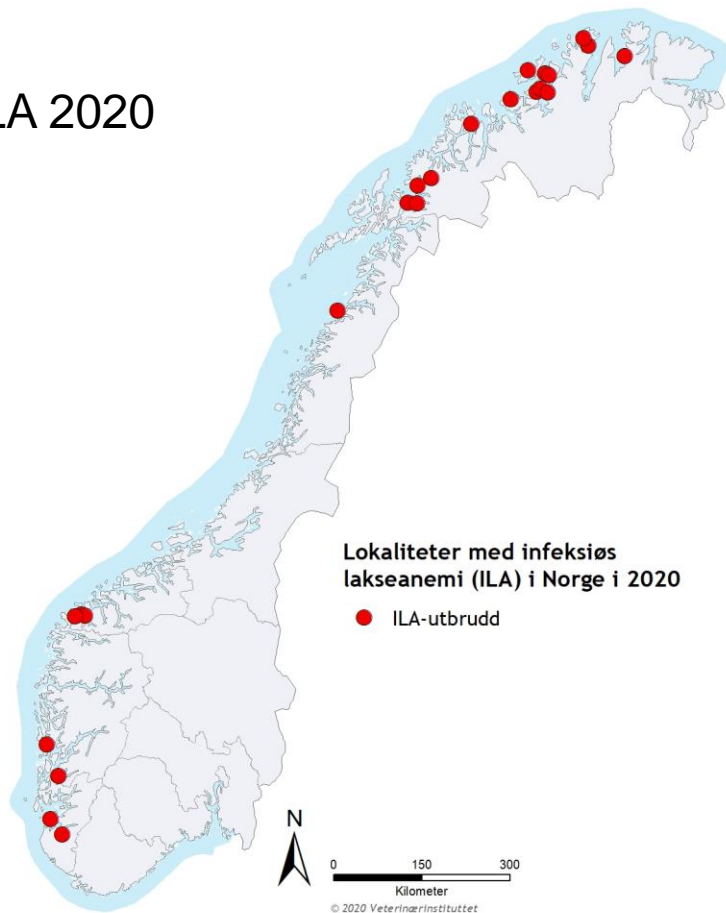 LA 2020
Lokaliteter med infeksiøs
lakseanemi (ILA) i Norge i 2020
ILA-utbrudd
N
0 150 300
Kilometer
© 2020 Veterinærinstituttet